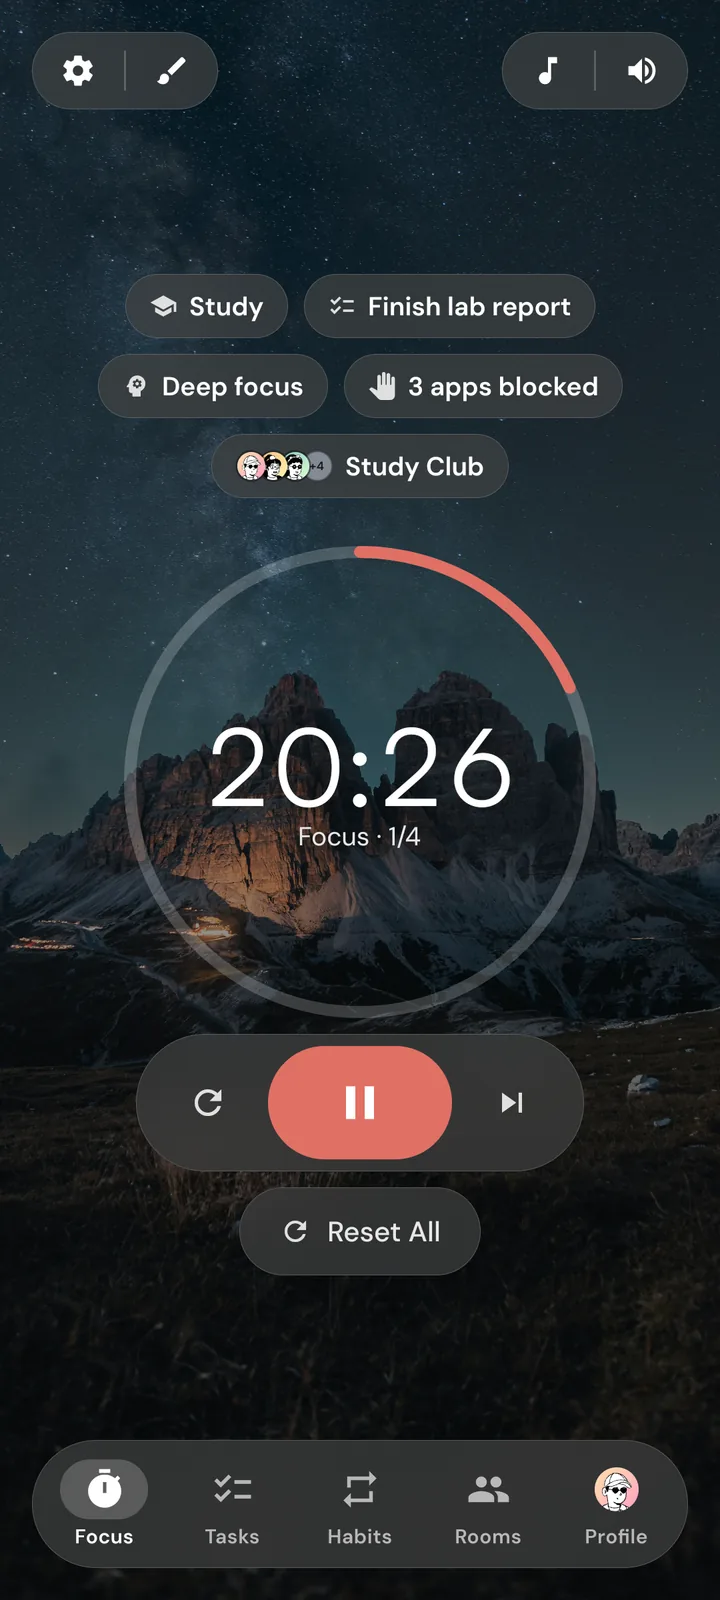 Study
Finish lab report
Deep focus
3 apps blocked
+4
Study Club
20:26
Focus · 1/4
Reset All
Focus
Tasks
Habits
Rooms
Profile